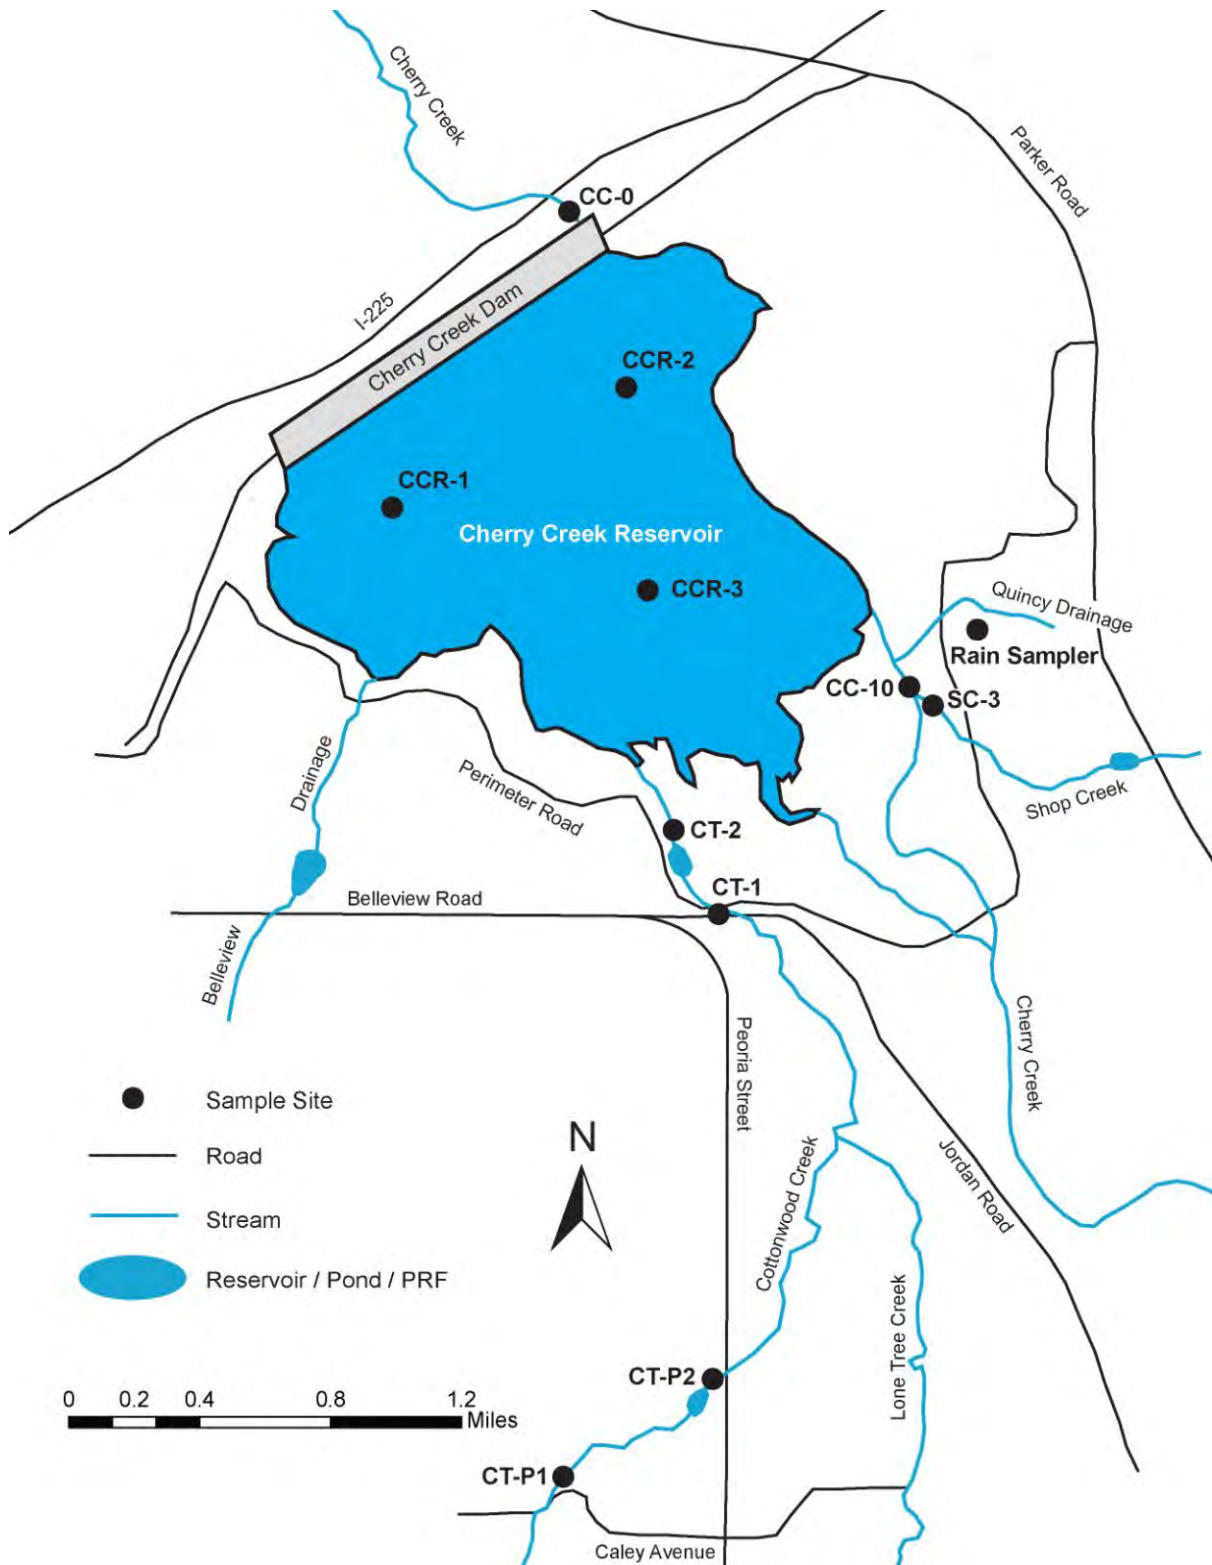 Cherry Creek
Parker Road
CC-0
I-225
Cherry Creek Dam
CCR-2
CCR-1
Cherry Creek Reservoir
CCR-3
Quincy Drainage
Rain Sampler
CC-10
SC-3
Shop Creek
Drainage
Perimeter Road
CT-2
CT-1
Belleview Road
Belleview
Peoria Street
Cherry Creek
Jordan Road
Cottonwood Creek
Lone Tree Creek
Sample Site
Road
Stream
Reservoir / Pond / PRF
N
CT-P2
0 0.2 0.4 0.8 1.2
Miles
CT-P1
Caley Avenue